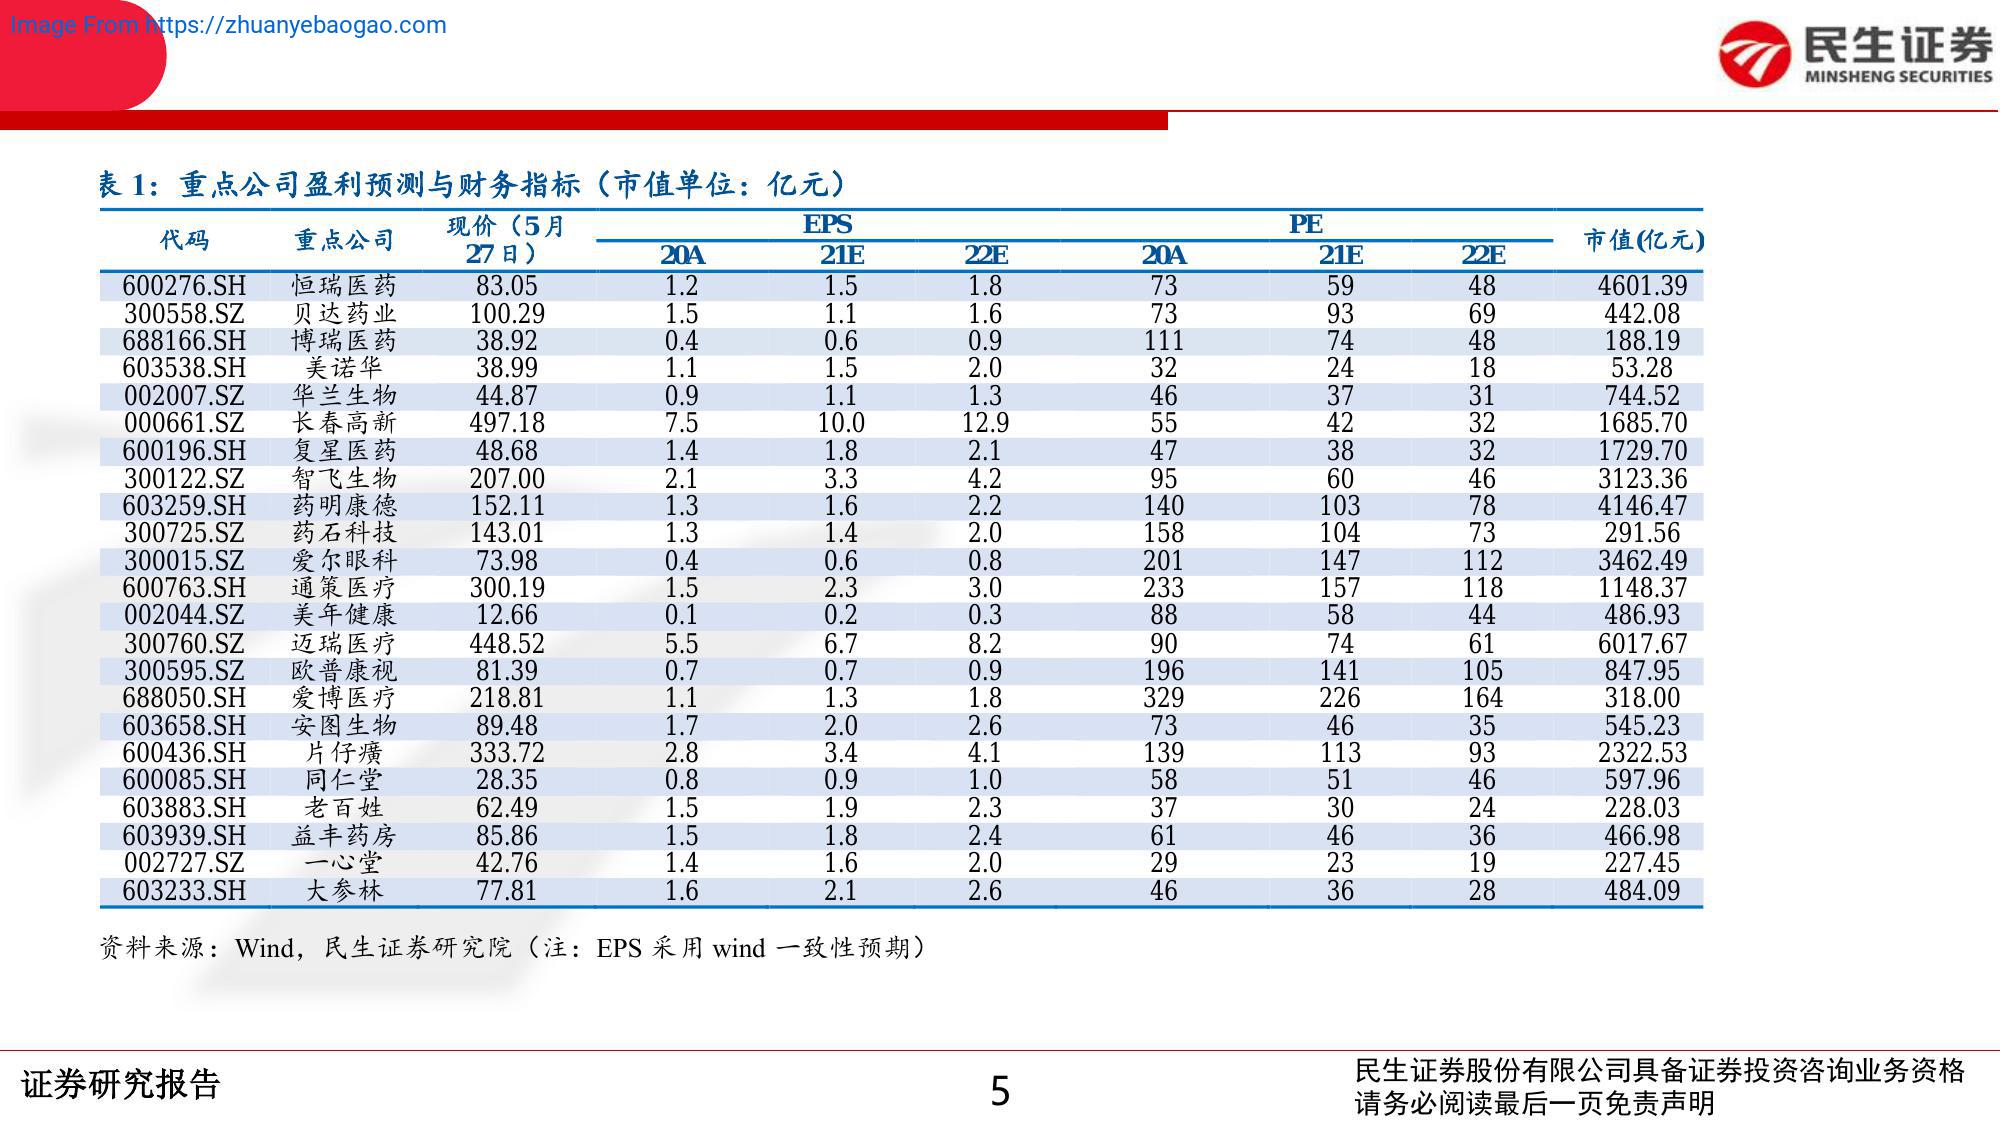 Image From https://zhuanyebaogao.com
民生证券
MINSHENG SECURITIES
表 1：重点公司盈利预测与财务指标（市值单位：亿元）
代码 重点公司 现价（5月27日） EPS PE 市值(亿元)
20A 21E 22E 20A 21E 22E
600276.SH 恒瑞医药 83.05 1.2 1.5 1.8 73 59 48 4601.39
300558.SZ 贝达药业 100.29 1.5 1.1 1.6 73 93 69 442.08
688166.SH 博瑞医药 38.92 0.4 0.6 0.9 111 74 48 188.19
603538.SH 美诺华 38.99 1.1 1.5 2.0 32 24 18 53.28
002007.SZ 华兰生物 44.87 0.9 1.1 1.3 46 37 31 744.52
000661.SZ 长春高新 497.18 7.5 10.0 12.9 55 42 32 1685.70
600196.SH 复星医药 48.68 1.4 1.8 2.1 47 38 32 1729.70
300122.SZ 智飞生物 207.00 2.1 3.3 4.2 95 60 46 3123.36
603259.SH 药明康德 152.11 1.3 1.6 2.2 140 103 78 4146.47
300725.SZ 药石科技 143.01 1.3 1.4 2.0 158 104 73 291.56
300015.SZ 爱尔眼科 73.98 0.4 0.6 0.8 201 147 112 3462.49
600763.SH 通策医疗 300.19 1.5 2.3 3.0 233 157 118 1148.37
002044.SZ 美年健康 12.66 0.1 0.2 0.3 88 58 44 486.93
300760.SZ 迈瑞医疗 448.52 5.5 6.7 8.2 90 74 61 6017.67
300595.SZ 欧普康视 81.39 0.7 0.7 0.9 196 141 105 847.95
688050.SH 爱博医疗 218.81 1.1 1.3 1.8 329 226 164 318.00
603658.SH 安图生物 89.48 1.7 2.0 2.6 73 46 35 545.23
600436.SH 片仔癀 333.72 2.8 3.4 4.1 139 113 93 2322.53
600085.SH 同仁堂 28.35 0.8 0.9 1.0 58 51 46 597.96
603883.SH 老百姓 62.49 1.5 1.9 2.3 37 30 24 228.03
603939.SH 益丰药房 85.86 1.5 1.8 2.4 61 46 36 466.98
002727.SZ 一心堂 42.76 1.4 1.6 2.0 29 23 19 227.45
603233.SH 大参林 77.81 1.6 2.1 2.6 46 36 28 484.09
资料来源：Wind，民生证券研究院（注：EPS 采用 wind 一致性预期）
证券研究报告
5
民生证券股份有限公司具备证券投资咨询业务资格
请务必阅读最后一页免责声明